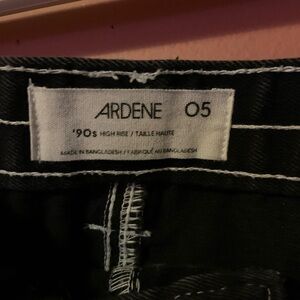 ARDENE 05
'90s HIGH RISE / TAILLE HAUTE
MADE IN BANGLADESH / FABRIQUÉ AU BANGLADESH